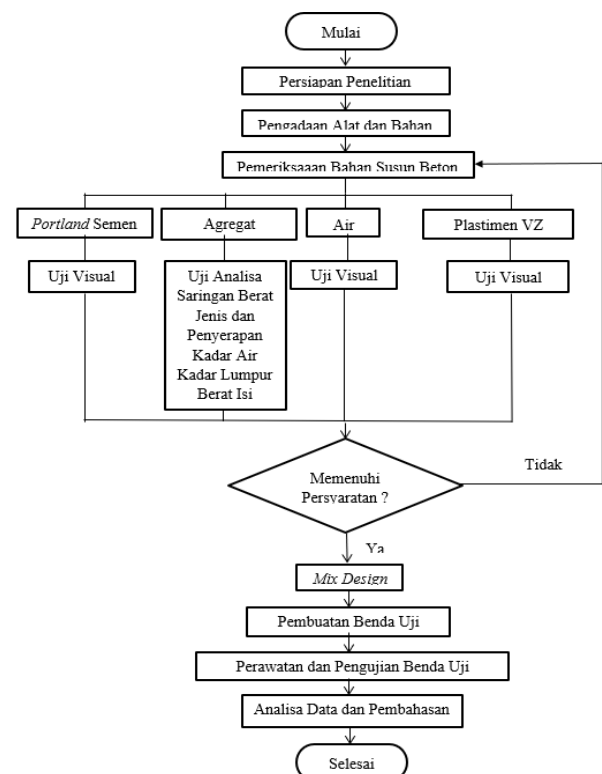 Mulai
Persiapan Penelitian
Pengadaan Alat dan Bahan
Pemeriksaaan Bahan Susun Beton
Portland Semen
Agregat
Air
Plastimen VZ
Uji Visual
Uji Analisa
Saringan Berat
Jenis dan
Penyerapan
Kadar Air
Kadar Lumpur
Berat Isi
Uji Visual
Uji Visual
Memenuhi
Persyaratan ?
Tidak
Ya
Mix Design
Pembuatan Benda Uji
Perawatan dan Pengujian Benda Uji
Analisa Data dan Pembahasan
Selesai